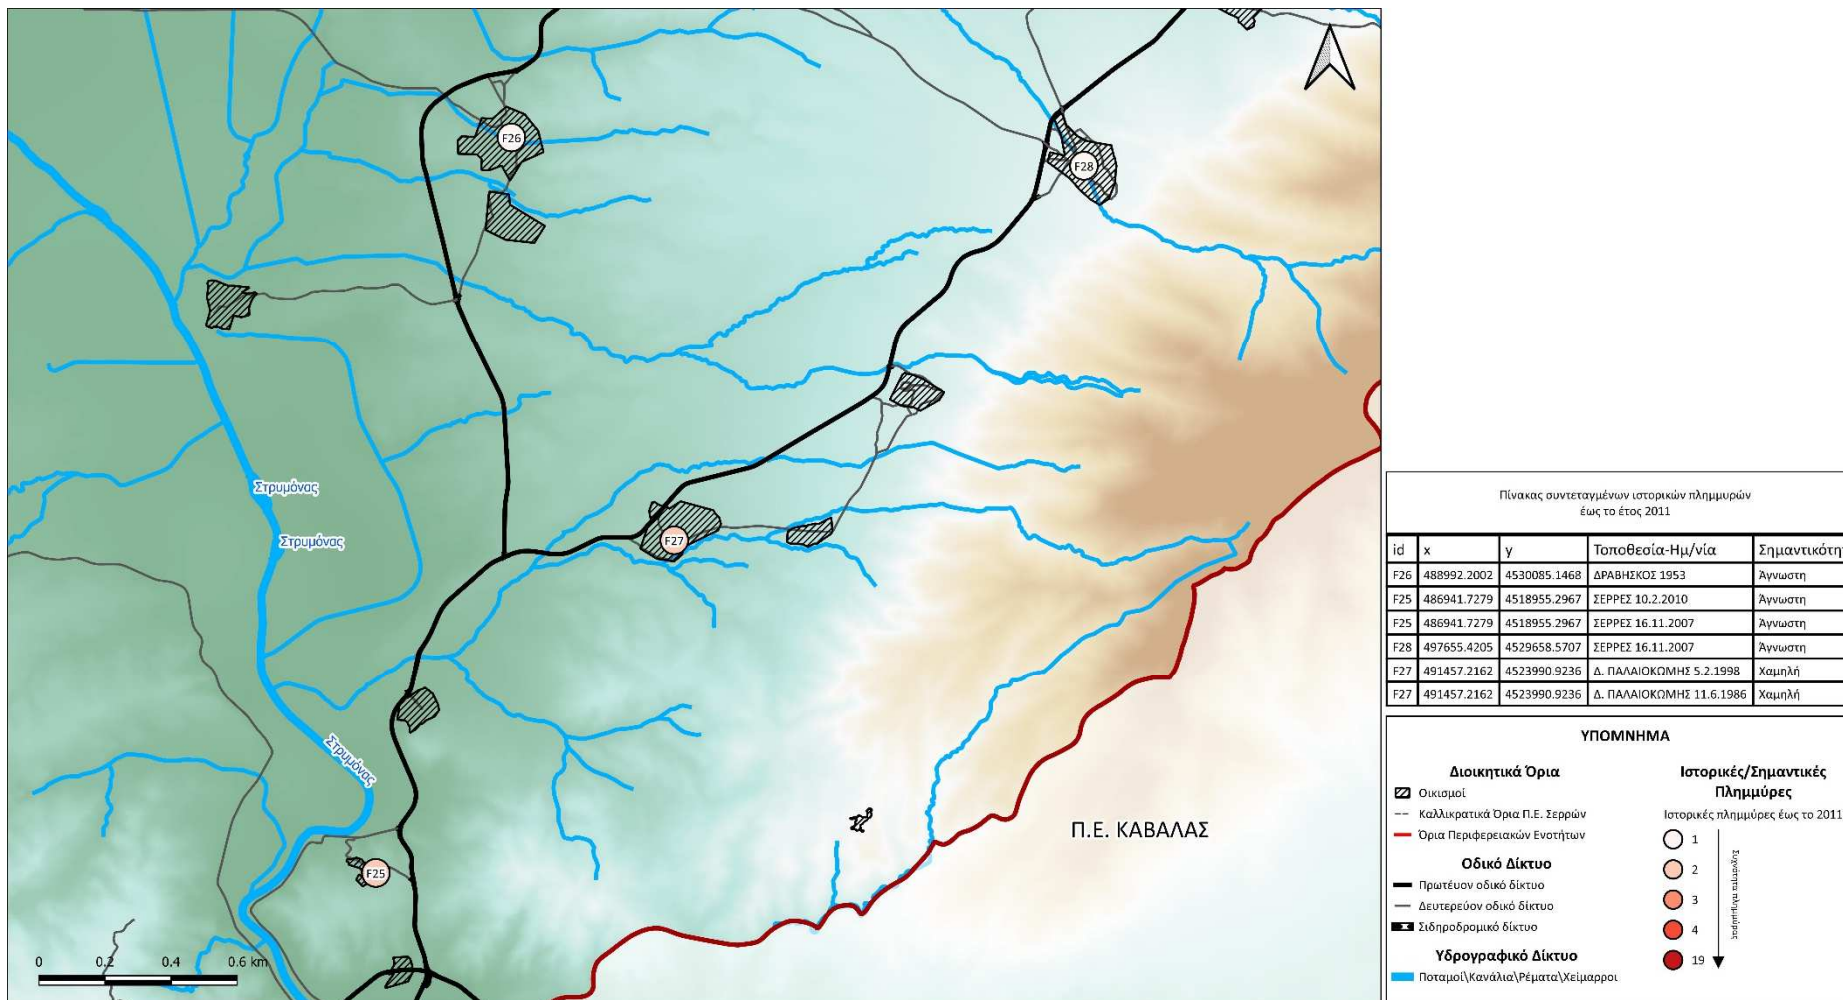 F26
F28
Στρυμόνας
Στρυμόνας
F27
Στρυμόνας
Π.Ε. ΚΑΒΑΛΑΣ
F25
0 0.2 0.4 0.6 km
Πίνακας συντεταγμένων ιστορικών πλημμυρών
έως το έτος 2011
id x y Τοποθεσία-Ημ/νία Σημαντικότη
F26 488992.2002 4530085.1468 ΔΡΑΒΗΣΚΟΣ 1953 Άγνωστη
F25 486941.7279 4518955.2967 ΣΕΡΡΕΣ 10.2.2010 Άγνωστη
F25 486941.7279 4518955.2967 ΣΕΡΡΕΣ 16.11.2007 Άγνωστη
F28 497655.4205 4529658.5707 ΣΕΡΡΕΣ 16.11.2007 Άγνωστη
F27 491457.2162 4523990.9236 Δ. ΠΑΛΑΙΟΚΩΜΗΣ 5.2.1998 Χαμηλή
F27 491457.2162 4523990.9236 Δ. ΠΑΛΑΙΟΚΩΜΗΣ 11.6.1986 Χαμηλή
ΥΠΟΜΝΗΜΑ
Διοικητικά Όρια
Οικισμοί
Καλλικρατικά Όρια Π.Ε. Σερρών
Όρια Περιφερειακών Ενοτήτων
Οδικό Δίκτυο
Πρωτέυον οδικό δίκτυο
Δευτερεύον οδικό δίκτυο
Σιδηροδρομικό δίκτυο
Υδρογραφικό Δίκτυο
Ποταμοί\Κανάλια\Ρέματα\Χείμαρροι
Ιστορικές/Σημαντικές
Πλημμύρες
Ιστορικές πλημμύρες έως το 2011
1
2
3
4
19
Συχνότητα πλημμύρας